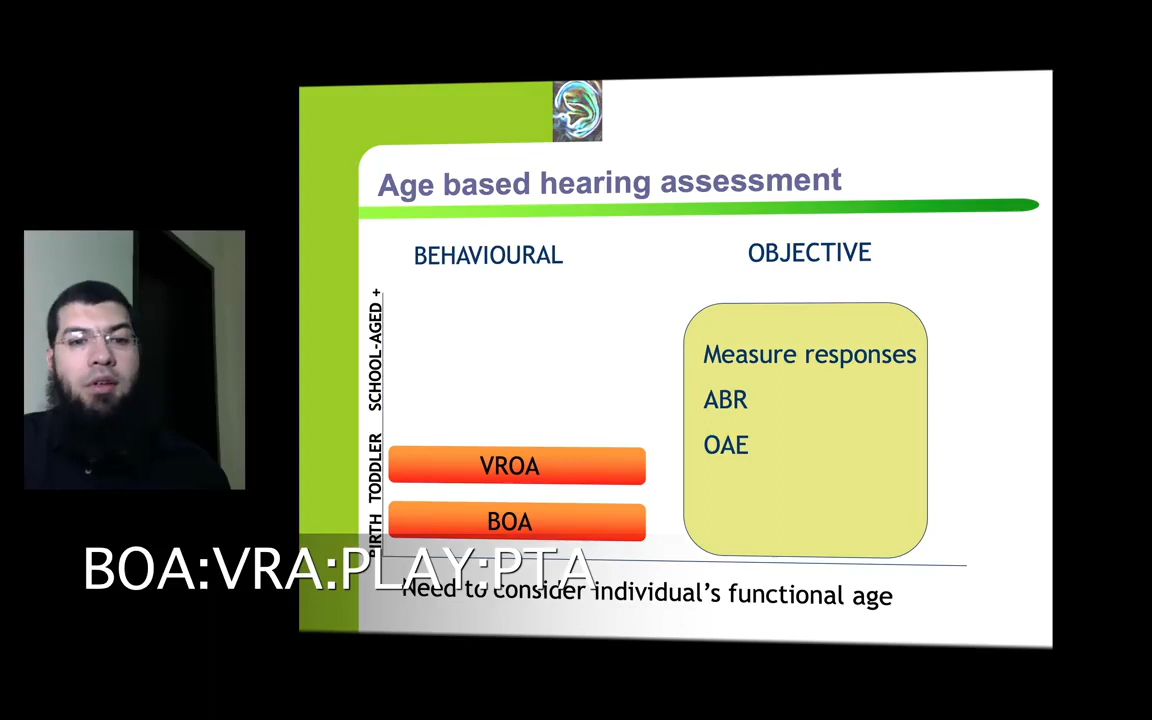 Age based hearing assessment
BEHAVIOURAL
OBJECTIVE
SCHOOL-AGED +
TODDLER
BIRTH
VROA
BOA
Measure responses
ABR
OAE
BOA:VRA:PLAY:PTA
Need to consider individual's functional age